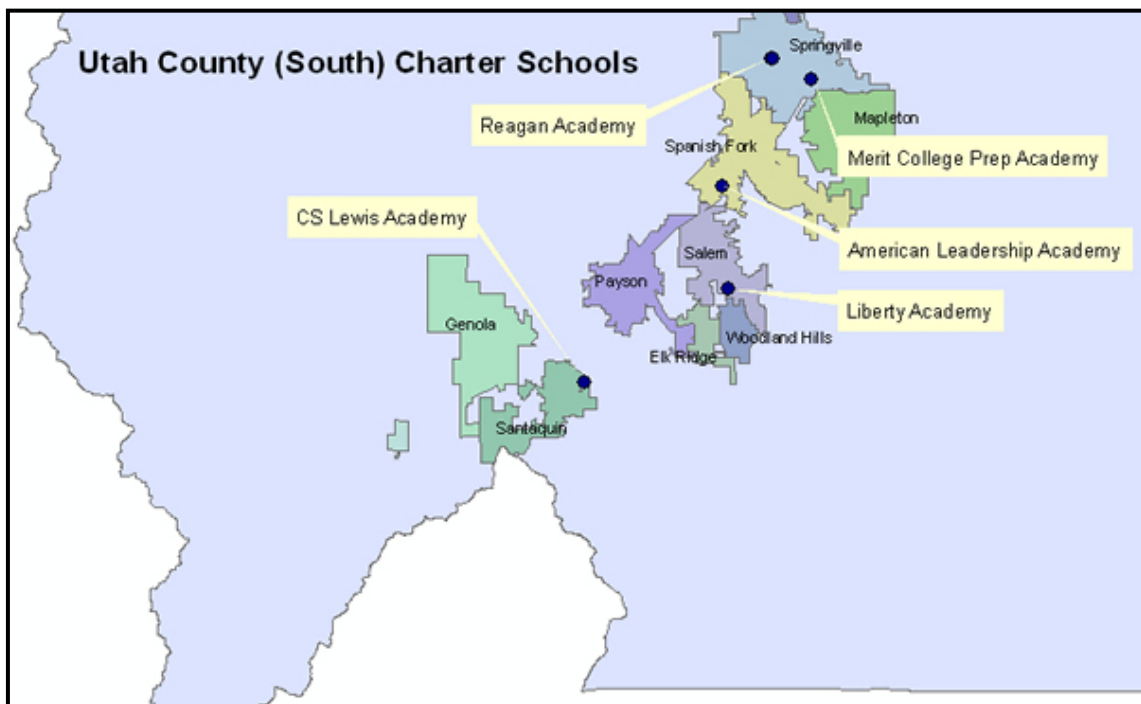 Utah County (South) Charter Schools
Springville
Reagan Academy
Mapleton
Spanish Fork
Merit College Prep Academy
CS Lewis Academy
American Leadership Academy
Salem
Payson
Liberty Academy
Genola
Woodland Hills
Elk Ridge
Santaquin